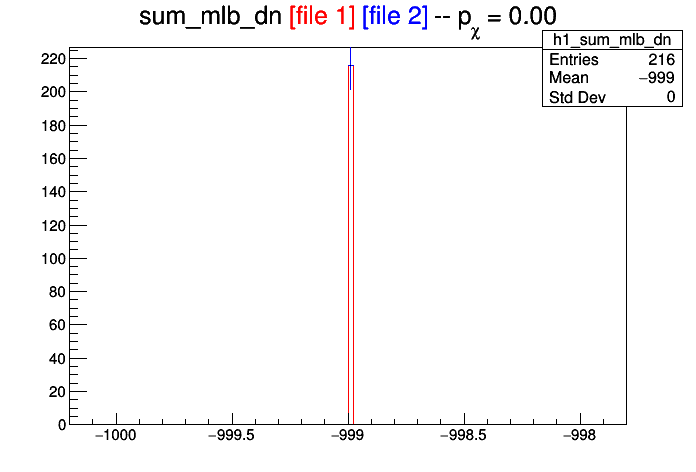 sum_mlb_dn [file 1] [file 2] -- pχ = 0.00
h1_sum_mlb_dn
Entries 216
Mean −999
Std Dev 0
220
200
180
160
140
120
100
80
60
40
20
0
−1000 −999.5 −999 −998.5 −998